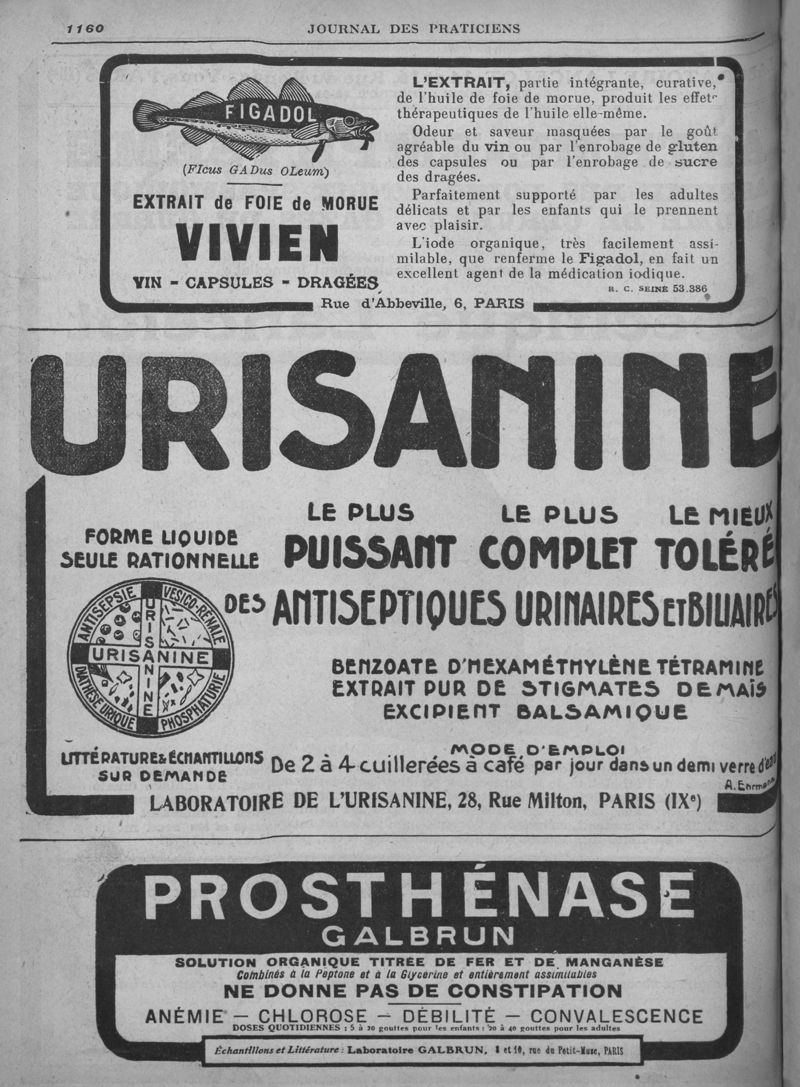 1160
JOURNAL DES PRATICIENS
FIGADOL
(FIcus GADus OLeum)
EXTRAIT de FOIE de MORUE
VIVIEN
VIN - CAPSULES - DRAGÉES
L'EXTRAIT, partie intégrante, curative,
de l'huile de foie de morue, produit les effets
thérapeutiques de l'huile elle-même.
Odeur et saveur masquées par le goût
agréable du vin ou par l'enrobage de gluten
des capsules ou par l'enrobage de sucre
des dragées.
Parfaitement supporté par les adultes
délicats et par les enfants qui le prennent
avec plaisir.
L'iode organique, très facilement assi-
milable, que renferme le Figadol, en fait un
excellent agent de la médication iodique.
R. C. SEINE 53.386
Rue d'Abbeville, 6, PARIS
URISANINE
FORME LIQUIDE
SEULE RATIONNELLE
LE PLUS LE PLUS LE MIEUX
PUISSANT COMPLET TOLÉRÉ
DES ANTISEPTIQUES URINAIRES ET BILIAIRES
ANTISEPSIE VESICO-RÉNALE
URISANINE
URISANINE
DIATHÈSE URIQUE PHOSPHATURIE
BENZOATE D'HEXAMÉTHYLÈNE TÉTRAMINE
EXTRAIT PUR DE STIGMATES DE MAÏS
EXCIPIENT BALSAMIQUE
LITTÉRATURE & ÉCHANTILLONS
SUR DEMANDE
MODE D'EMPLOI
De 2 à 4 cuillerées à café par jour dans un demi verre d'eau
A. Ehrmann
LABORATOIRE DE L'URISANINE, 28, Rue Milton, PARIS (IXe)
PROSTHÉNASE
GALBRUN
SOLUTION ORGANIQUE TITRÉE DE FER ET DE MANGANÈSE
Combinés à la Peptone et à la Glycerine et entièrement assimilables
NE DONNE PAS DE CONSTIPATION
ANÉMIE — CHLOROSE — DÉBILITÉ — CONVALESCENCE
DOSES QUOTIDIENNES : 5 à 20 gouttes pour les enfants : 20 à 40 gouttes pour les adultes
Échantillons et Littérature : Laboratoire GALBRUN, 8 et 10, rue du Petit-Musc, PARIS